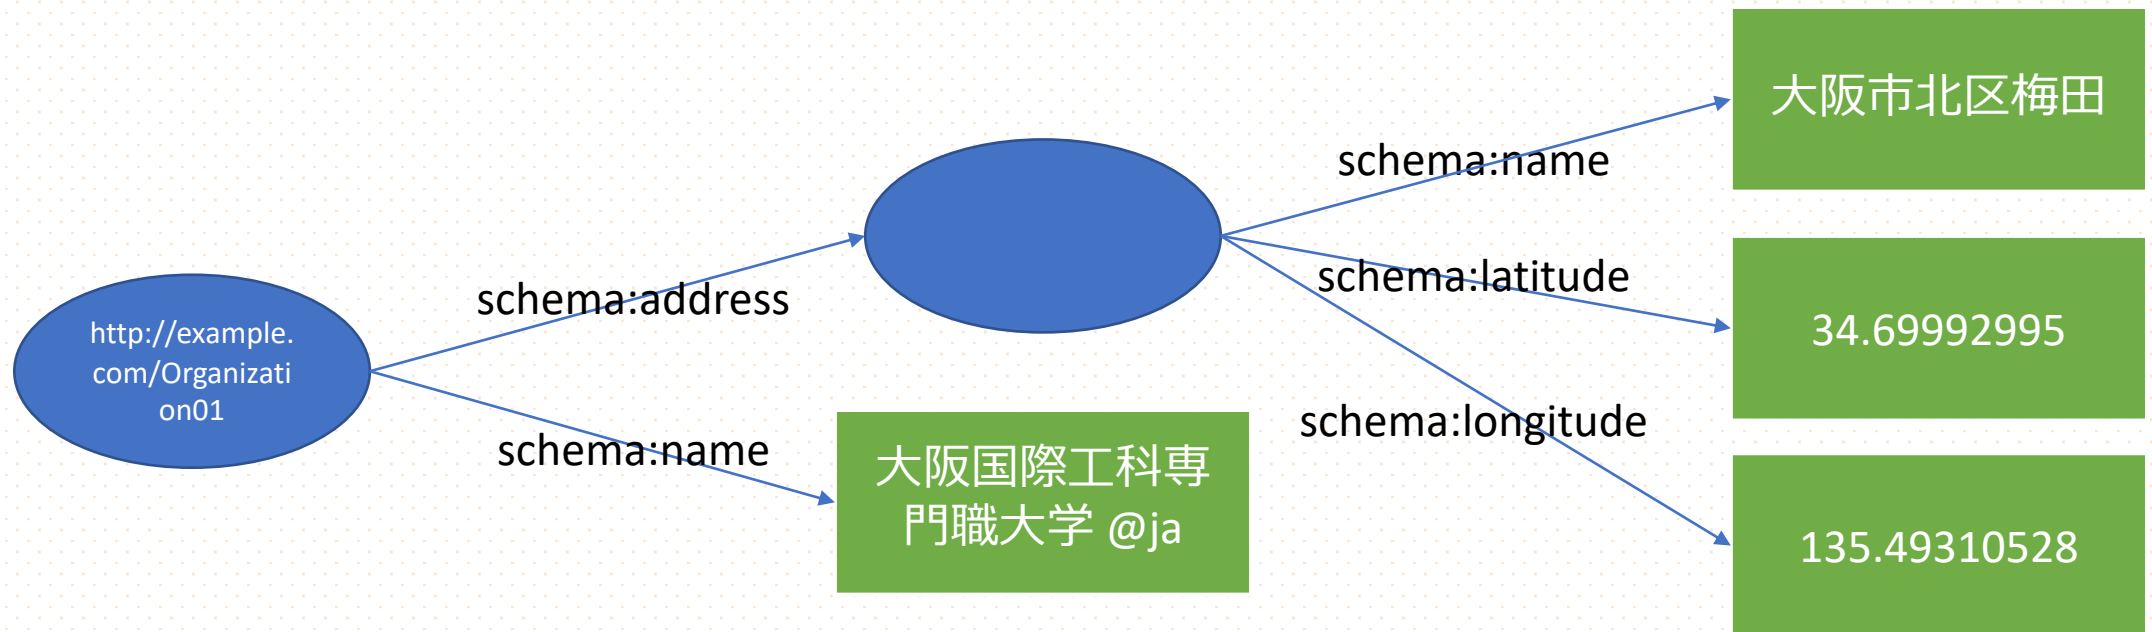 大阪市北区梅田
schema:name
schema:address
schema:latitude
http://example.
com/Organizati
on01
34.69992995
schema:longitude
schema:name
大阪国際工科専
門職大学 @ja
135.49310528